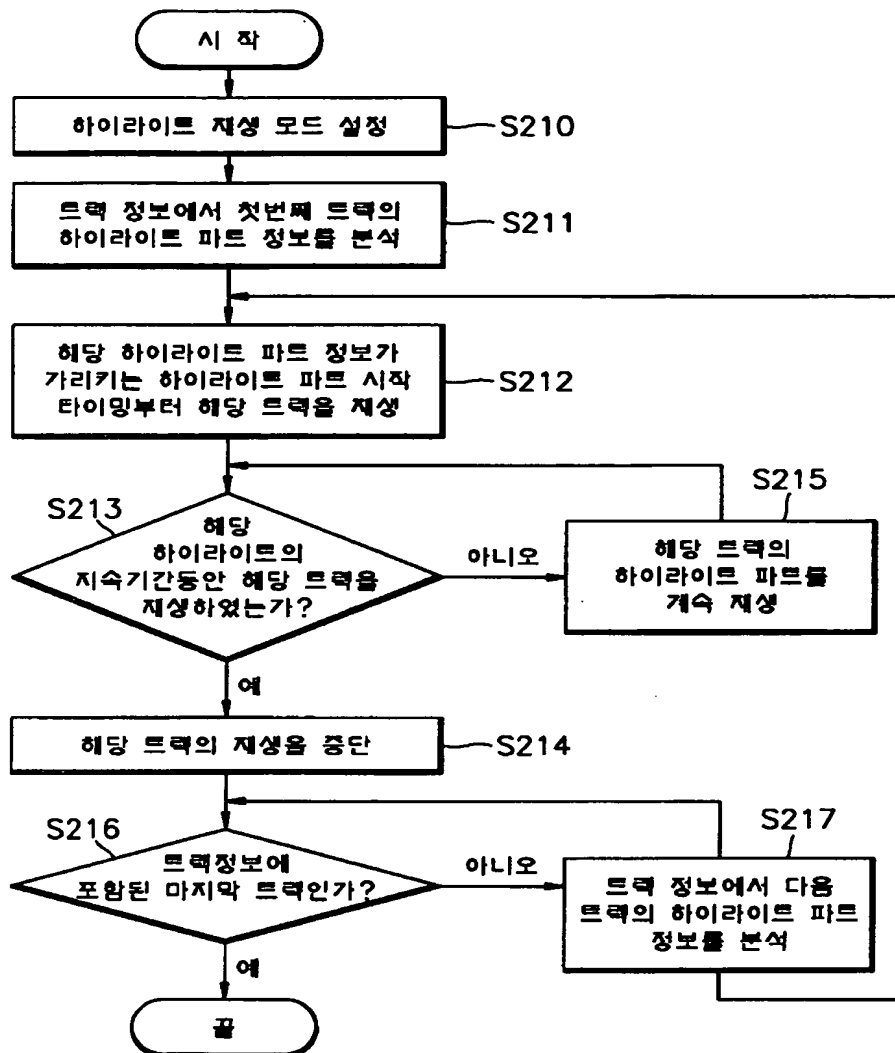 시 작
하이라이트 재생 모드 설정
S210
트랙 정보에서 첫번째 트랙의
하이라이트 파트 정보를 분석
S211
해당 하이라이트 파트 정보가
가리키는 하이라이트 파트 시작
타이밍부터 해당 트랙을 재생
S212
S213
해당
하이라이트의
지속기간동안 해당 트랙을
재생하였는가?
아니오
S215
해당 트랙의
하이라이트 파트를
계속 재생
예
해당 트랙의 재생을 중단
S214
S216
트랙정보에
포함된 마지막 트랙인가?
아니오
S217
트랙 정보에서 다음
트랙의 하이라이트 파트
정보를 분석
예
끝